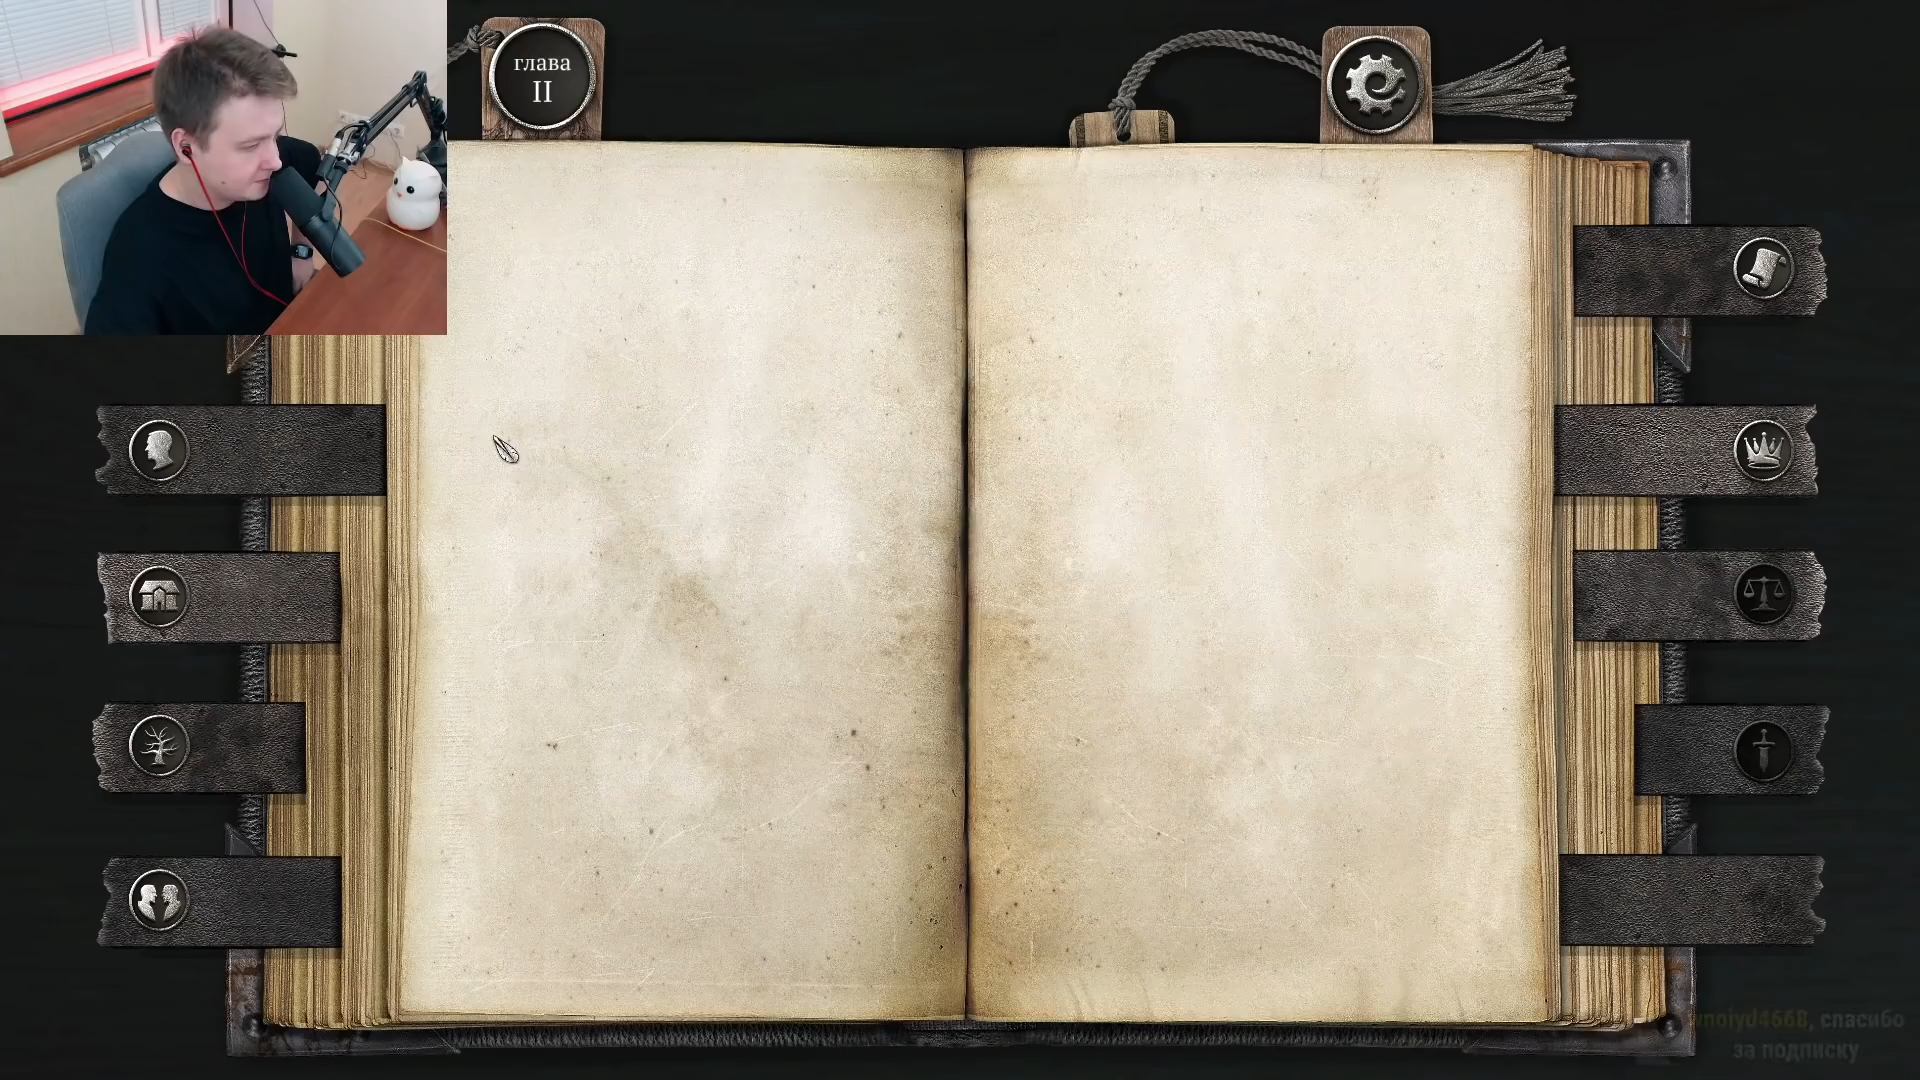 глава
II
спасибо
за подписку